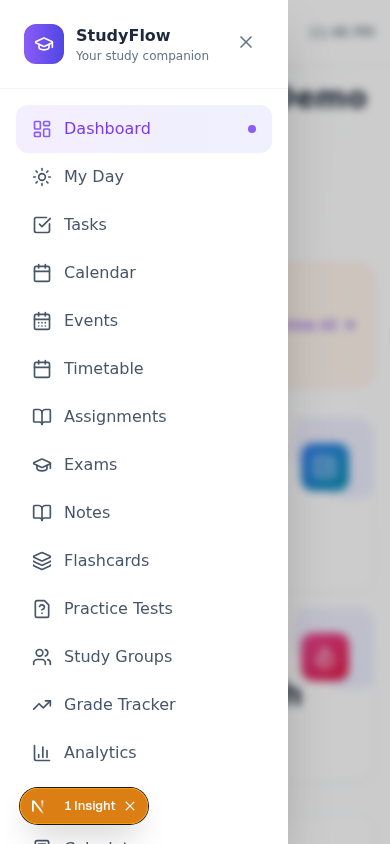 StudyFlow
Your study companion
Dashboard
My Day
Tasks
Calendar
Events
Timetable
Assignments
Exams
Notes
Flashcards
Practice Tests
Study Groups
Grade Tracker
Analytics
1 Insight